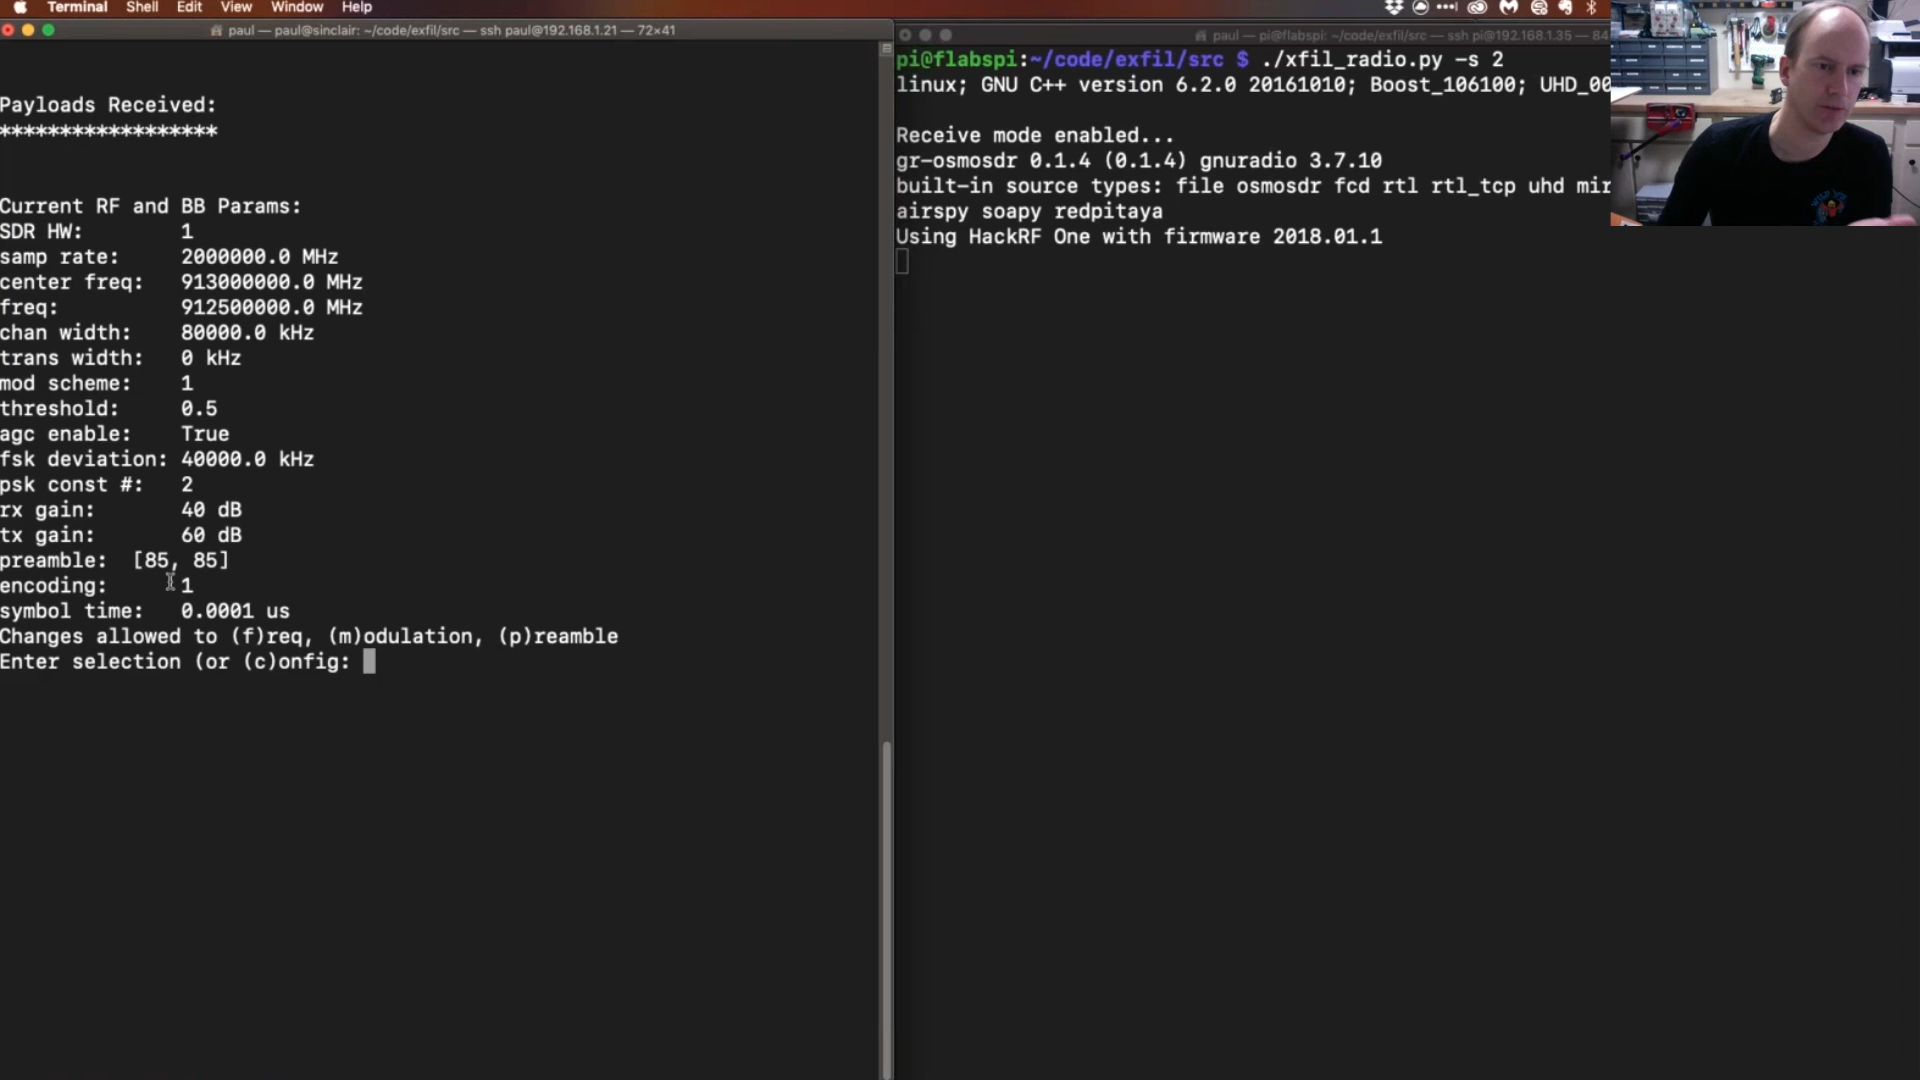 Terminal Shell Edit View Window Help
paul — paul@sinclair: ~/code/exfil/src — ssh paul@192.168.1.21 — 72×41
Payloads Received:
******************
Current RF and BB Params:
SDR HW: 1
samp rate: 2000000.0 MHz
center freq: 913000000.0 MHz
freq: 912500000.0 MHz
chan width: 80000.0 kHz
trans width: 0 kHz
mod scheme: 1
threshold: 0.5
agc enable: True
fsk deviation: 40000.0 kHz
psk const #: 2
rx gain: 40 dB
tx gain: 60 dB
preamble: [85, 85]
encoding: 1
symbol time: 0.0001 us
Changes allowed to (f)req, (m)odulation, (p)reamble
Enter selection (or (c)onfig:
paul — pi@flabspi: ~/code/exfil/src — ssh pi@192.168.1.35 — 84
pi@flabspi:~/code/exfil/src $ ./xfil_radio.py -s 2
linux; GNU C++ version 6.2.0 20161010; Boost_106100; UHD_00
Receive mode enabled...
gr-osmosdr 0.1.4 (0.1.4) gnuradio 3.7.10
built-in source types: file osmosdr fcd rtl rtl_tcp uhd mir
airspy soapy redpitaya
Using HackRF One with firmware 2018.01.1